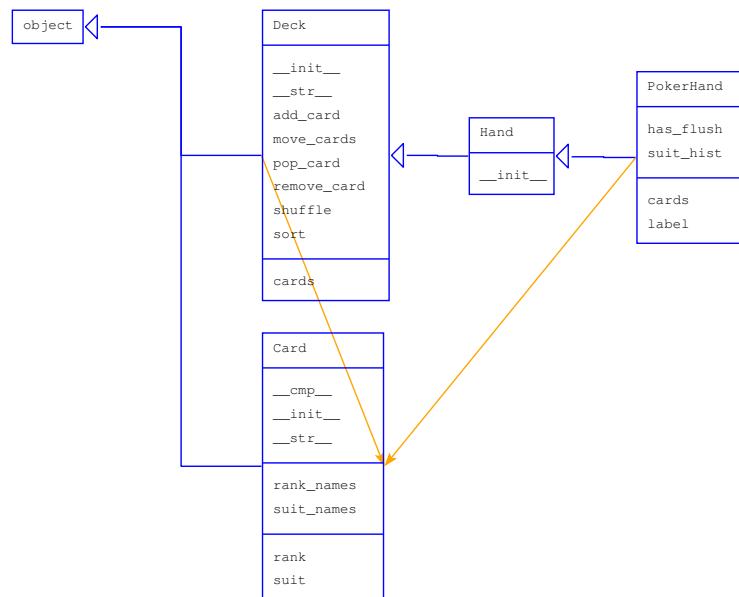 object
Deck
__init__
__str__
add_card
move_cards
pop_card
remove_card
shuffle
sort
cards
Hand
__init__
PokerHand
has_flush
suit_hist
cards
label
Card
__cmp__
__init__
__str__
rank_names
suit_names
rank
suit